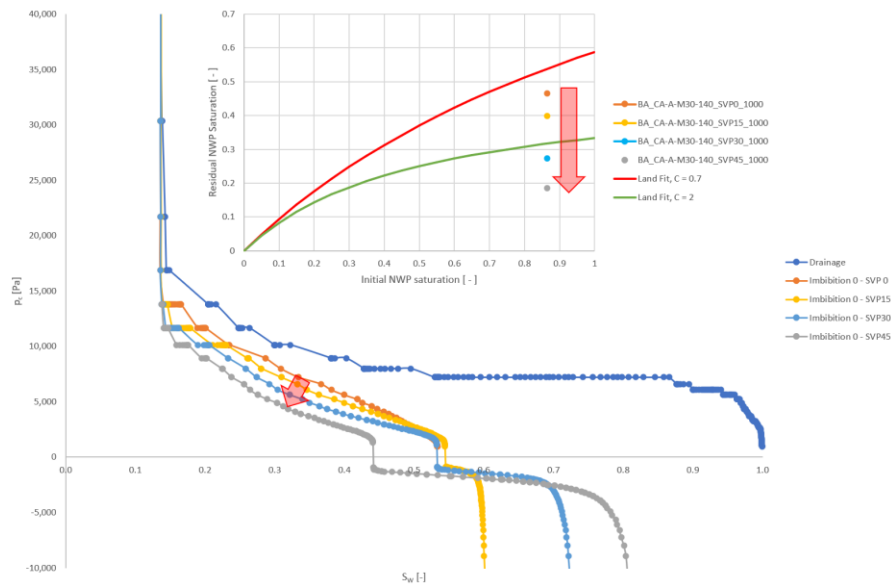 40,000
35,000
30,000
25,000
20,000
15,000
10,000
5,000
0
-5,000
-10,000
pc [Pa]
0.0
0.1
0.2
0.3
0.4
0.5
0.6
0.7
0.8
0.9
1.0
Sw [-]
0.7
0.6
0.5
0.4
0.3
0.2
0.1
0
Residual NWP Saturation [ - ]
0 0.1 0.2 0.3 0.4 0.5 0.6 0.7 0.8 0.9 1
Initial NWP saturation [ - ]
BA_CA-A-M30-140_SVP0_1000
BA_CA-A-M30-140_SVP15_1000
BA_CA-A-M30-140_SVP30_1000
BA_CA-A-M30-140_SVP45_1000
Land Fit, C = 0.7
Land Fit, C = 2
Drainage
Imbibition 0 - SVP 0
Imbibition 0 - SVP15
Imbibition 0 - SVP30
Imbibition 0 - SVP45